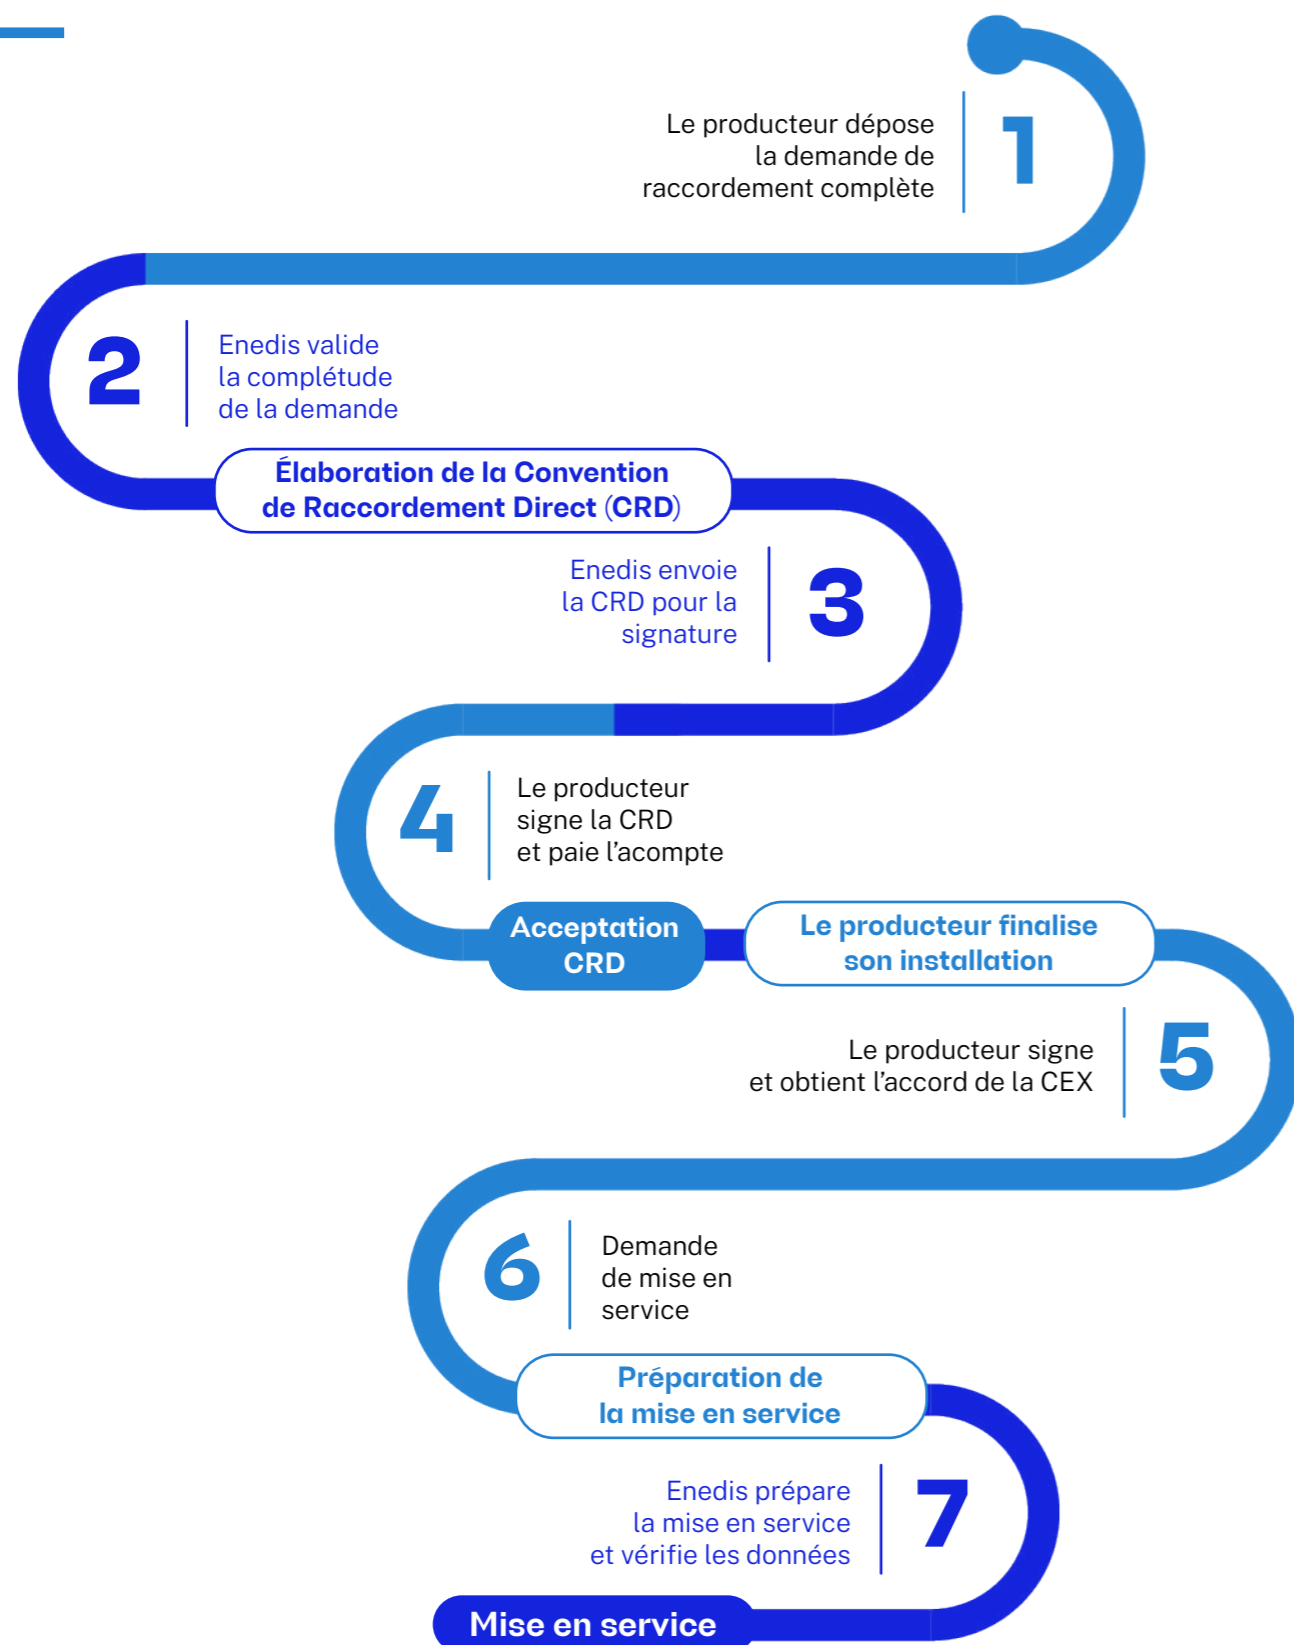 Le producteur dépose
la demande de
raccordement complète
1
2
Enedis valide
la complétude
de la demande
Élaboration de la Convention
de Raccordement Direct (CRD)
Enedis envoie
la CRD pour la
signature
3
4
Le producteur
signe la CRD
et paie l’acompte
Acceptation
CRD
Le producteur finalise
son installation
Le producteur signe
et obtient l’accord de la CEX
5
6
Demande
de mise en
service
Préparation de
la mise en service
Enedis prépare
la mise en service
et vérifie les données
7
Mise en service